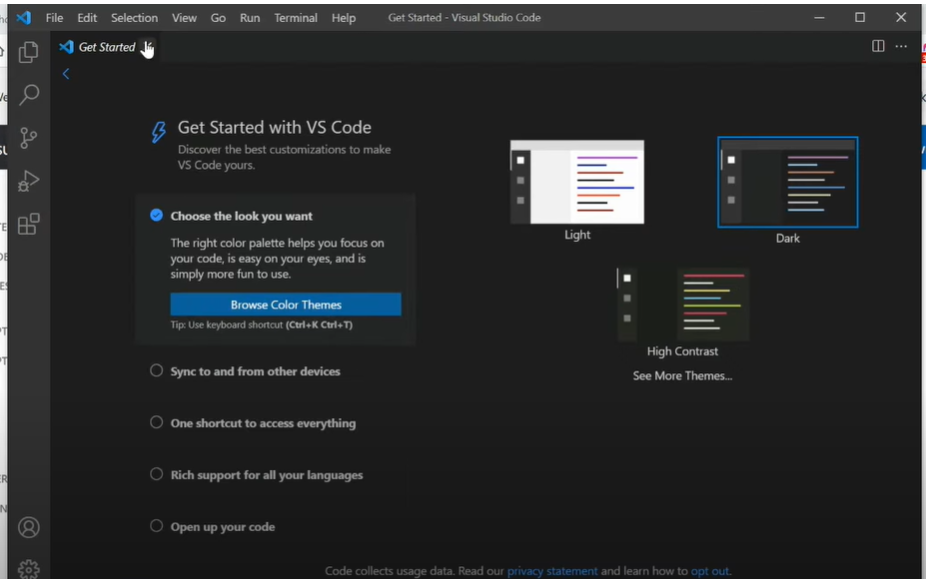 File Edit Selection View Go Run Terminal Help Get Started - Visual Studio Code
Get Started
Get Started with VS Code
Discover the best customizations to make
VS Code yours.
Choose the look you want
The right color palette helps you focus on
your code, is easy on your eyes, and is
simply more fun to use.
Browse Color Themes
Tip: Use keyboard shortcut (Ctrl+K Ctrl+T)
Sync to and from other devices
One shortcut to access everything
Rich support for all your languages
Open up your code
Light
Dark
High Contrast
See More Themes...
Code collects usage data. Read our privacy statement and learn how to opt out.